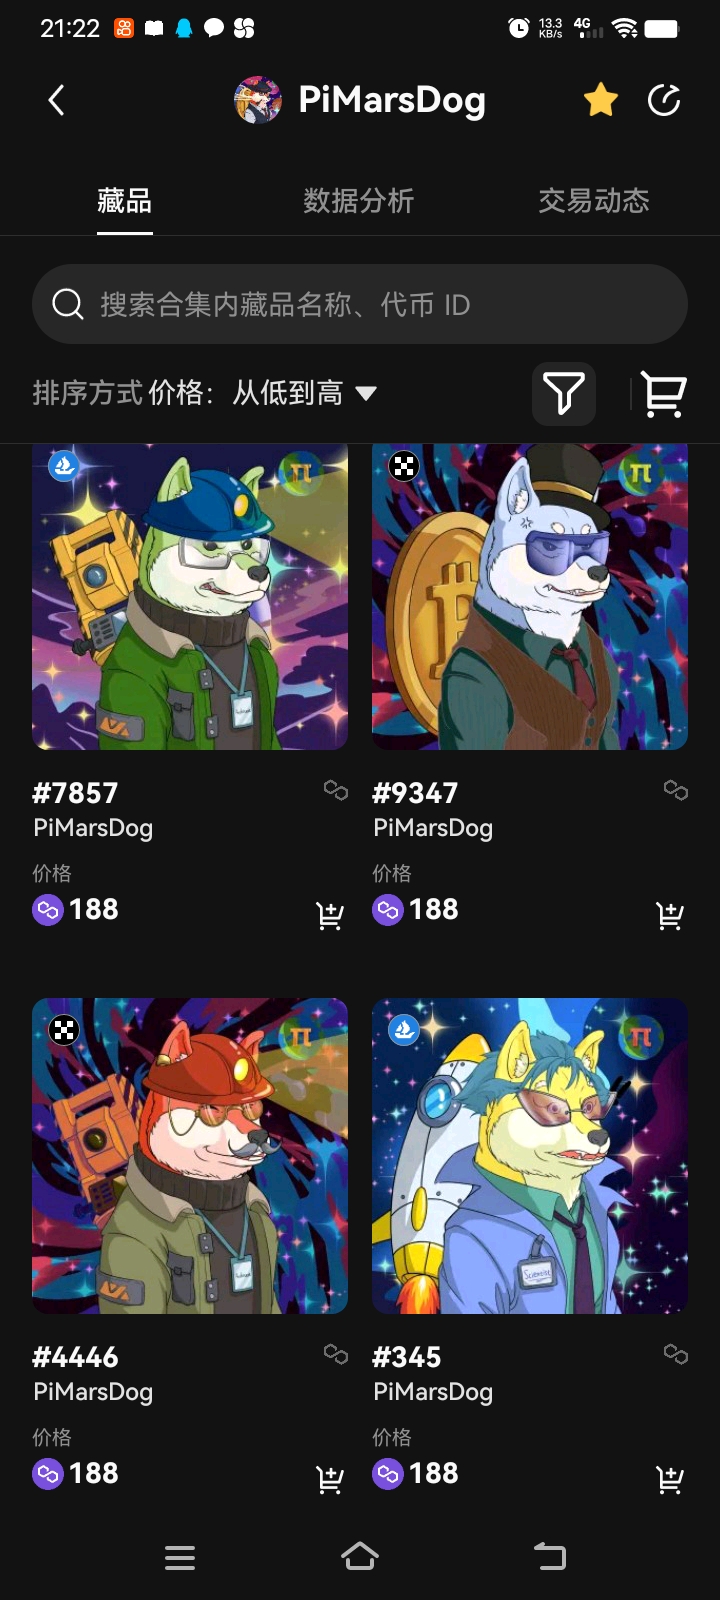 21:22
13.3 KB/s
4G
PiMarsDog
藏品
数据分析
交易动态
搜索合集内藏品名称、代币 ID
排序方式 价格：从低到高
π
π
#7857
#9347
PiMarsDog
PiMarsDog
价格
价格
188
188
π
π
Scientist
#4446
#345
PiMarsDog
PiMarsDog
价格
价格
188
188